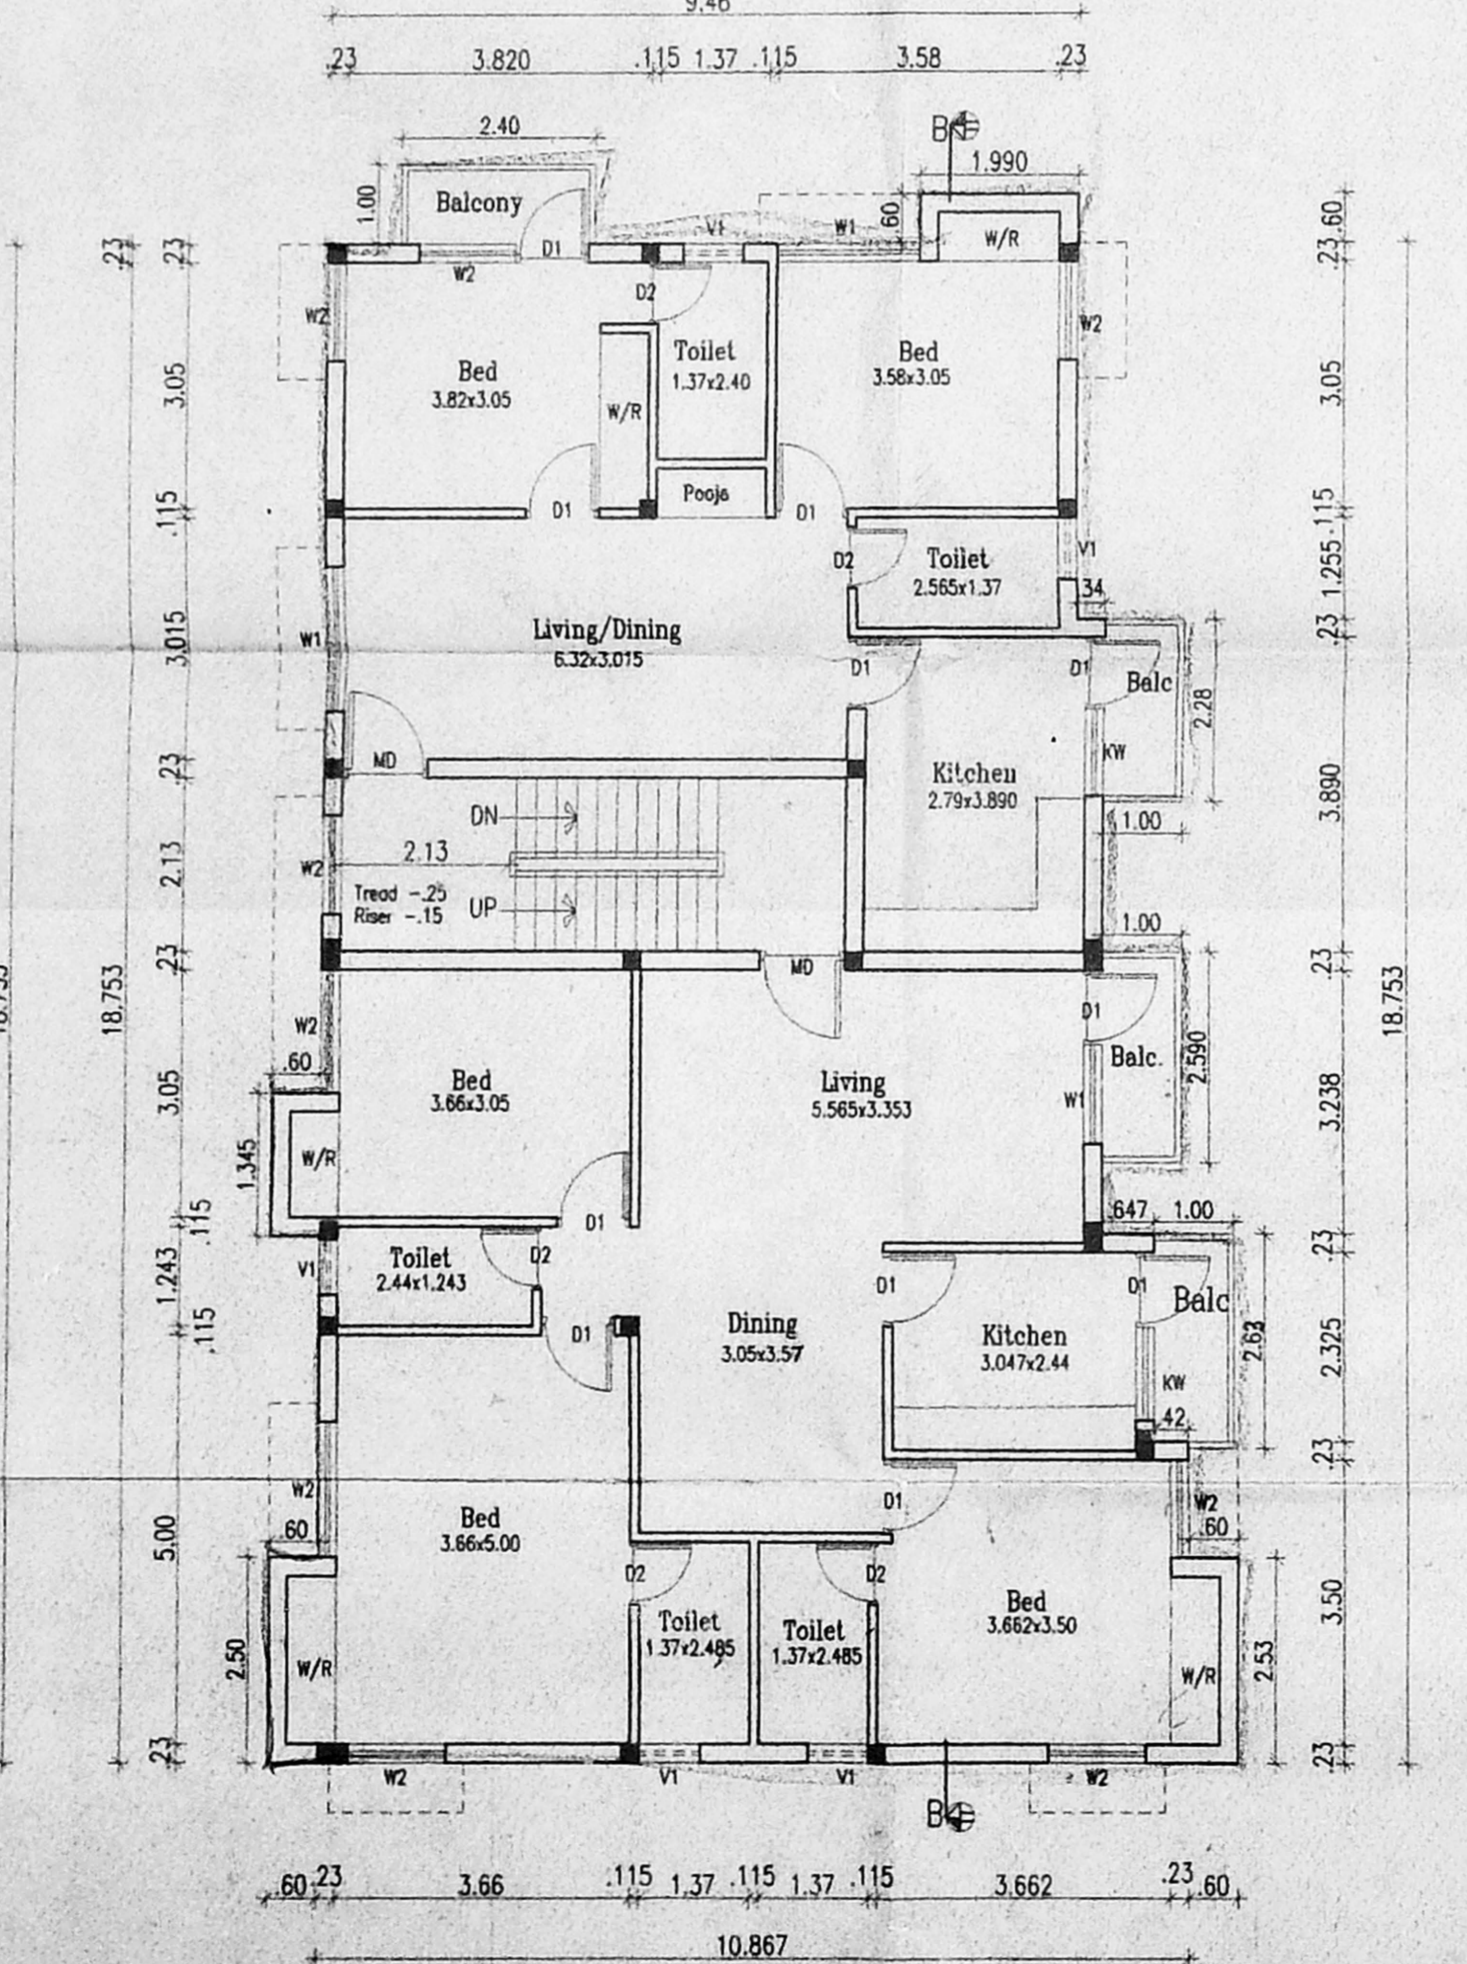 9.46
.23 3.820 .115 1.37 .115 3.58 .23
B
2.40
1.990
1.00
Balcony
.60
.60
V1
W1
W/R
.23
.23
D1
.23
W2
D2
W2
W2
Toilet
1.37x2.40
Bed
3.58x3.05
Bed
3.82x3.05
3.05
3.05
W/R
Pooja
D1
D1
.115
.115
D2
Toilet
2.565x1.37
V1
1.255
.34
Living/Dining
6.32x3.015
W1
3.015
.23
D1
D1
Balc
2.28
KW
MD
.23
Kitchen
2.79x3.890
3.890
DN
1.00
2.13
W2
2.13
Tread -.25
Riser -.15
UP
1.00
.23
MD
.23
18.753
18.753
18.753
W2
D1
.60
Balc.
2.590
Bed
3.66x3.05
Living
5.565x3.353
3.05
W1
3.238
1.345
W/R
.115
D1
.647 1.00
.23
Toilet
2.44x1.243
D2
V1
1.243
D1
D1
Balc
.115
D1
Dining
3.05x3.57
Kitchen
3.047x2.44
2.63
2.325
KW
.42
.23
W2
D1
W2
.60
.60
Bed
3.66x5.00
5.00
D2
D2
Bed
3.662x3.50
3.50
Toilet
1.37x2.485
Toilet
1.37x2.485
2.50
W/R
W/R
2.53
.23
.23
W2
V1
V1
W2
B
.60 .23 3.66 .115 1.37 .115 1.37 .115 3.662 .23 .60
10.867